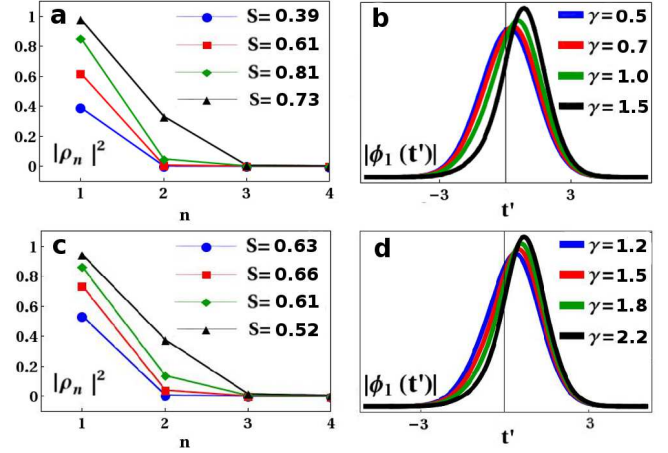 a
S= 0.39
S= 0.61
S= 0.81
S= 0.73
1
0.8
0.6
0.4
0.2
0
|ρn|²
1 2 3 4
n
b
γ = 0.5
γ = 0.7
γ = 1.0
γ = 1.5
|ϕ1 (t')|
−3 3
t'
c
S= 0.63
S= 0.66
S= 0.61
S= 0.52
1
0.8
0.6
0.4
0.2
0
|ρn|²
1 2 3 4
n
d
γ = 1.2
γ = 1.5
γ = 1.8
γ = 2.2
|ϕ1 (t')|
−3 3
t'